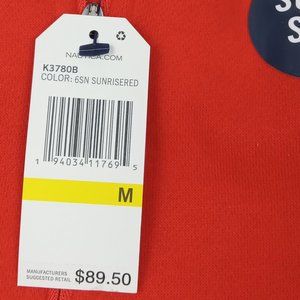 NAUTICA.COM
K3780B
COLOR: 6SN SUNRISERED
1 94034 11769 5
M
MANUFACTURERS
SUGGESTED RETAIL $89.50